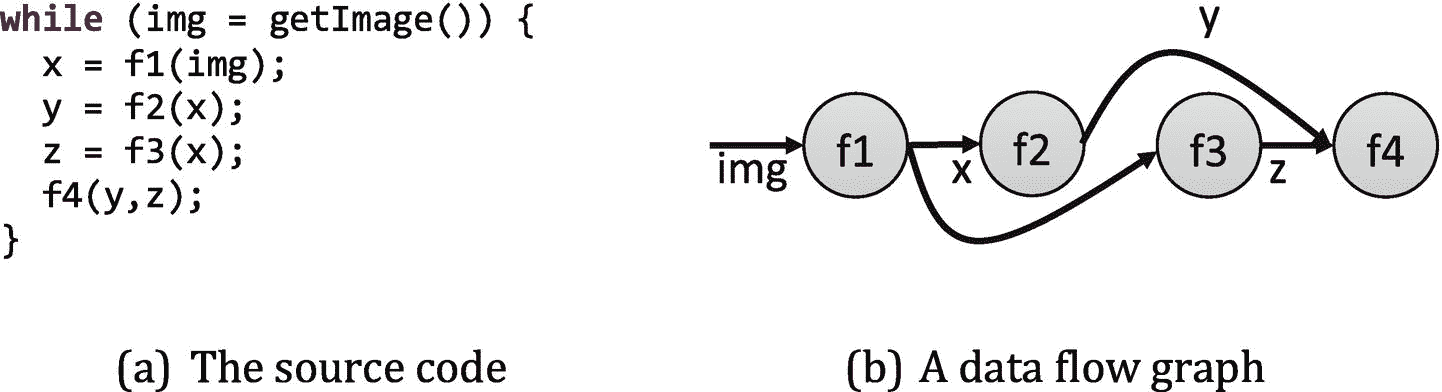 while (img = getImage()) {
x = f1(img);
y = f2(x);
z = f3(x);
f4(y,z);
}
y
img
f1
x
f2
f3
z
f4
(a) The source code
(b) A data flow graph